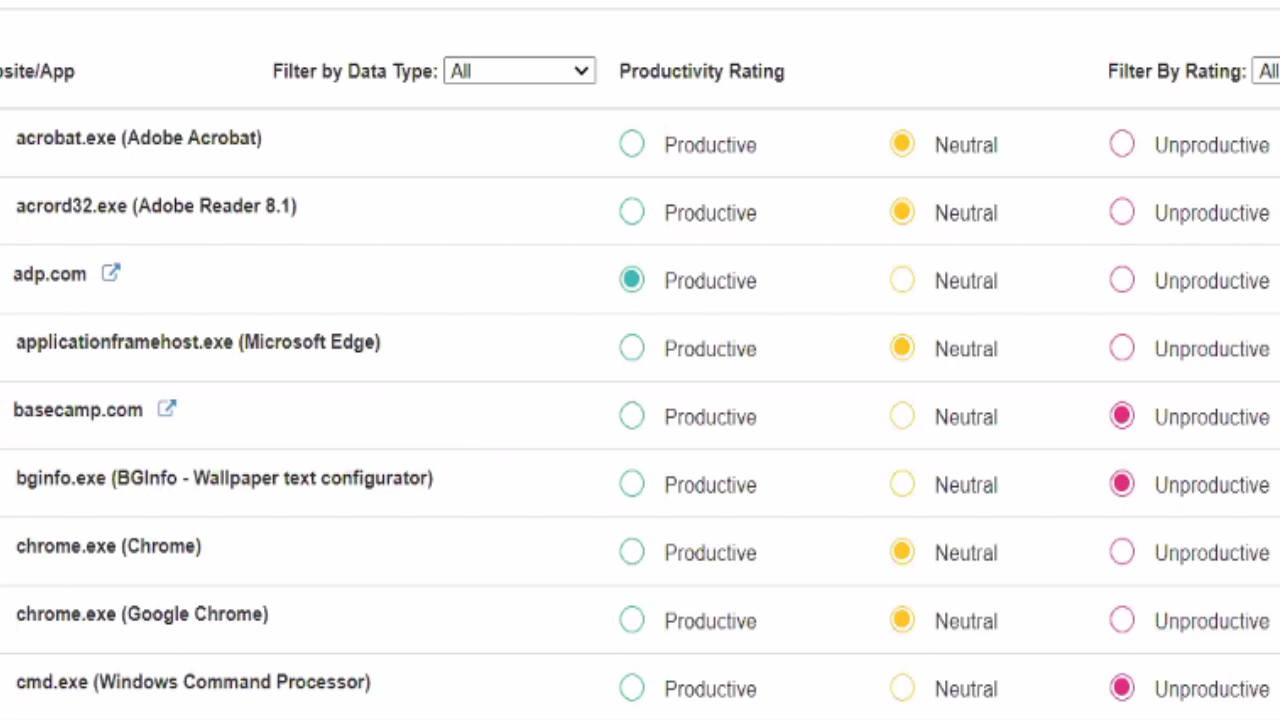 osite/App Filter by Data Type: All Productivity Rating Filter By Rating: All
acrobat.exe (Adobe Acrobat) Productive Neutral Unproductive
acrord32.exe (Adobe Reader 8.1) Productive Neutral Unproductive
adp.com Productive Neutral Unproductive
applicationframehost.exe (Microsoft Edge) Productive Neutral Unproductive
basecamp.com Productive Neutral Unproductive
bginfo.exe (BGInfo - Wallpaper text configurator) Productive Neutral Unproductive
chrome.exe (Chrome) Productive Neutral Unproductive
chrome.exe (Google Chrome) Productive Neutral Unproductive
cmd.exe (Windows Command Processor) Productive Neutral Unproductive